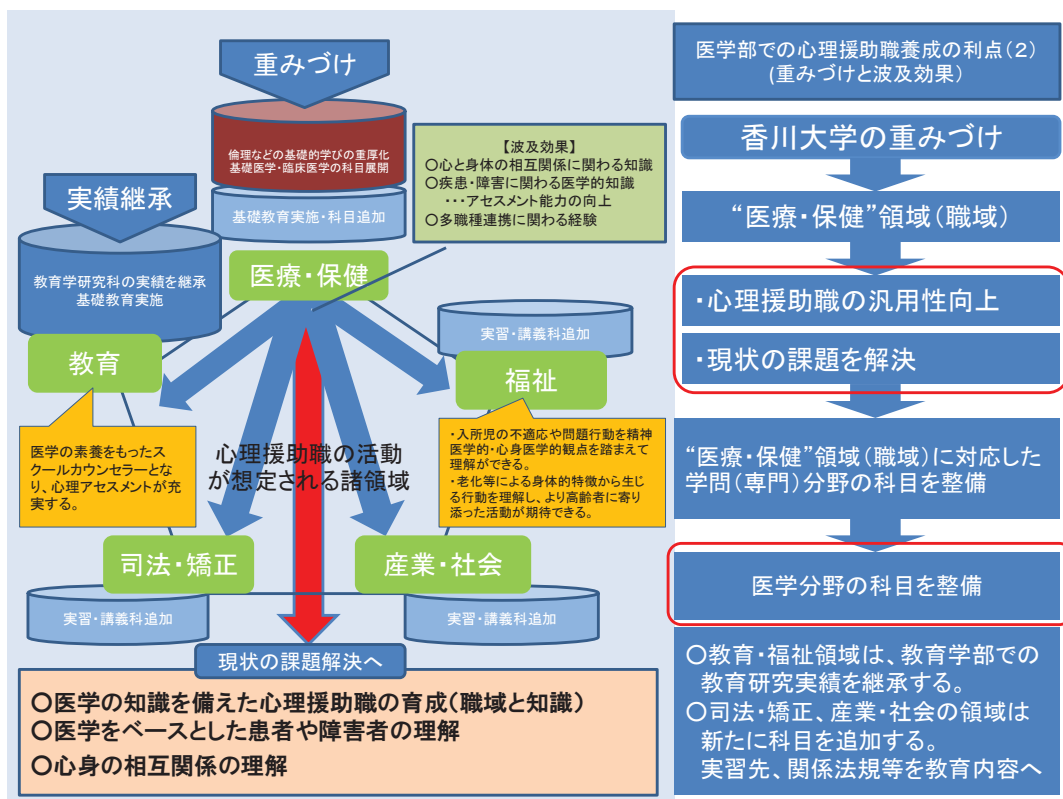 重みづけ
倫理などの基礎的学びの重厚化
基礎医学・臨床医学の科目展開
基礎教育実施・科目追加
実績継承
教育学研究科の実績を継承
基礎教育実施
【波及効果】
○心と身体の相互関係に関わる知識
○疾患・障害に関わる医学的知識
・・・アセスメント能力の向上
○多職種連携に関わる経験
医療・保健
教育
実習・講義科追加
福祉
医学の素養をもったス
クールカウンセラーとな
り、心理アセスメントが充
実する。
心理援助職の活動
が想定される諸領域
・入所児の不適応や問題行動を精神
医学的・心身医学的観点を踏まえて
理解ができる。
・老化等による身体的特徴から生じ
る行動を理解し、より高齢者に寄り
添った活動が期待できる。
司法・矯正
産業・社会
実習・講義科追加
実習・講義科追加
現状の課題解決へ
○医学の知識を備えた心理援助職の育成(職域と知識)
○医学をベースとした患者や障害者の理解
○心身の相互関係の理解
医学部での心理援助職養成の利点(2)
(重みづけと波及効果)
香川大学の重みづけ
“医療・保健”領域(職域)
・心理援助職の汎用性向上
・現状の課題を解決
“医療・保健”領域(職域)に対応した
学問(専門)分野の科目を整備
医学分野の科目を整備
○教育・福祉領域は、教育学部での
教育研究実績を継承する。
○司法・矯正、産業・社会の領域は
新たに科目を追加する。
実習先、関係法規等を教育内容へ